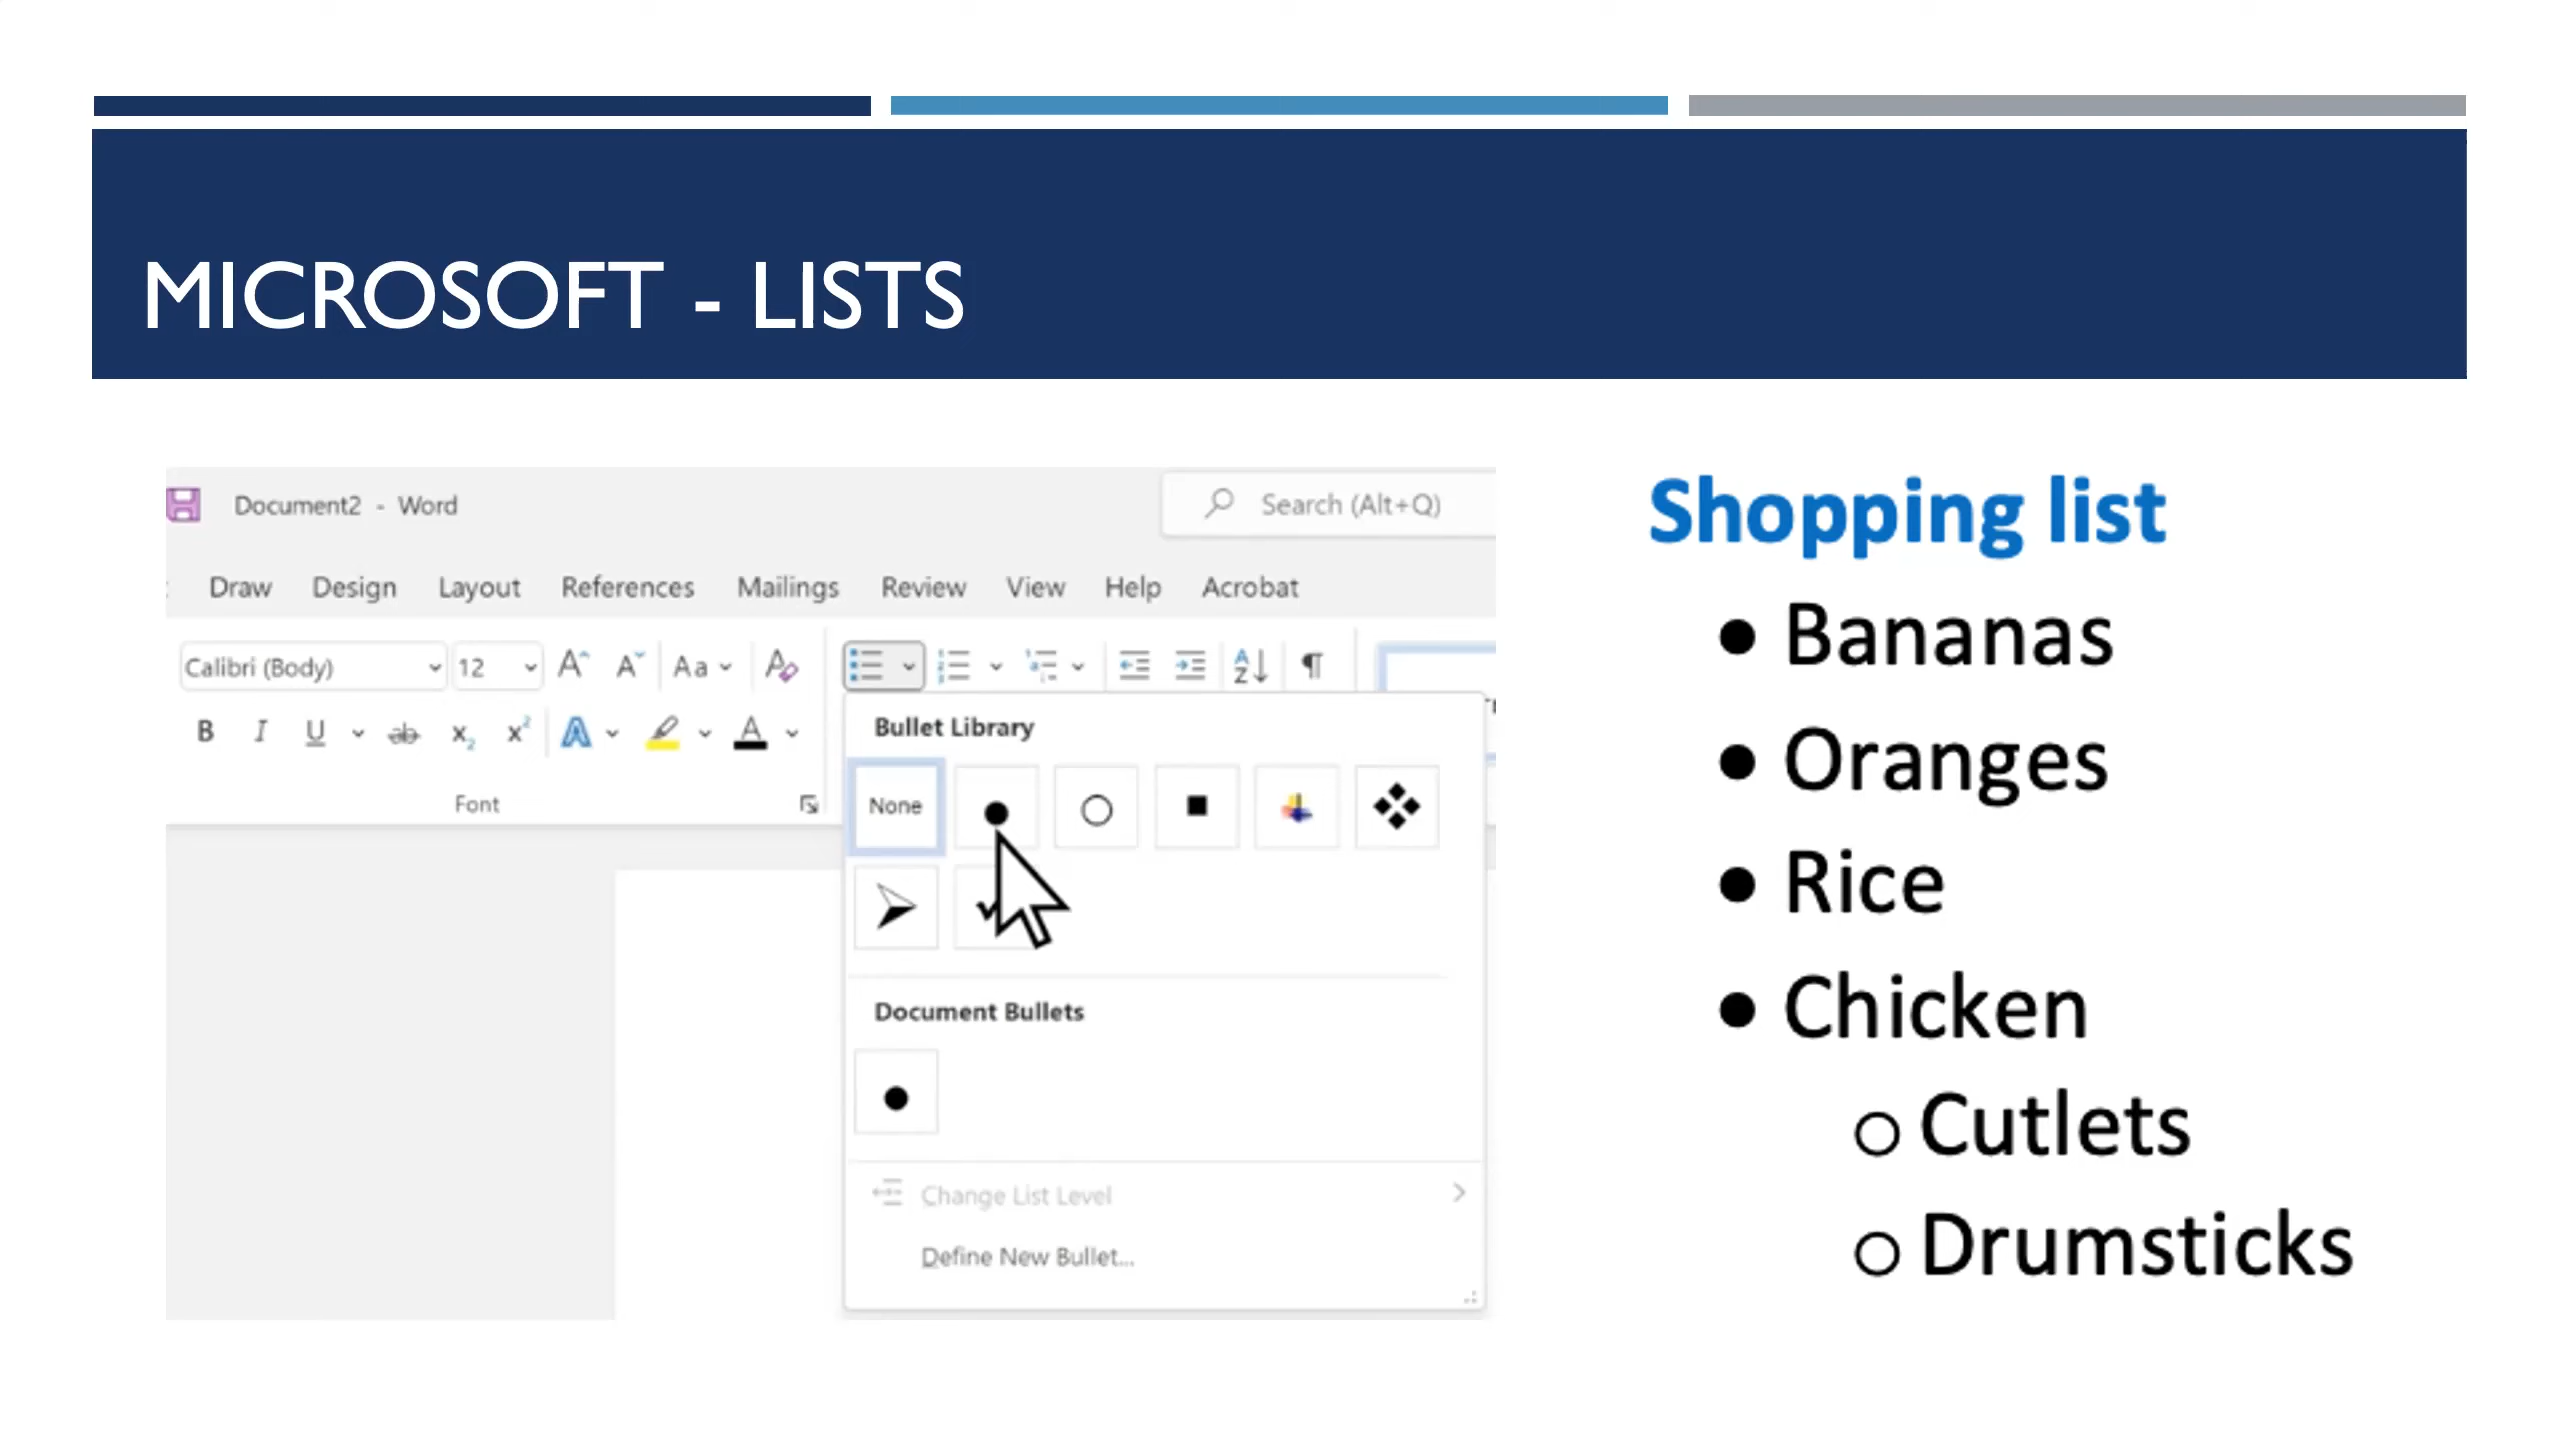 MICROSOFT - LISTS
Document2 - Word
Search (Alt+Q)
Draw Design Layout References Mailings Review View Help Acrobat
Calibri (Body) 12 Aa
B I U ab x₂ x² A A
Font
Bullet Library
None
Document Bullets
Change List Level
Define New Bullet...
Shopping list
• Bananas
• Oranges
• Rice
• Chicken
o Cutlets
o Drumsticks